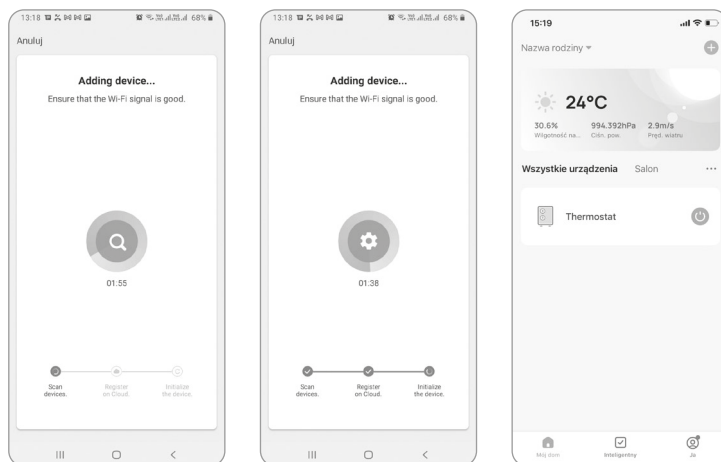 13:18
68%
Anuluj
Adding device...
Ensure that the Wi-Fi signal is good.
01:55
Scan devices.
Register on Cloud.
Initialize the device.
13:18
68%
Anuluj
Adding device...
Ensure that the Wi-Fi signal is good.
01:38
Scan devices.
Register on Cloud.
Initialize the device.
15:19
Nazwa rodziny
24°C
30.6% 994.392hPa 2.9m/s
Wilgotność na... Ciśn. pow. Pręd. wiatru
Wszystkie urządzenia Salon
Thermostat
Mój dom Inteligentny Ja